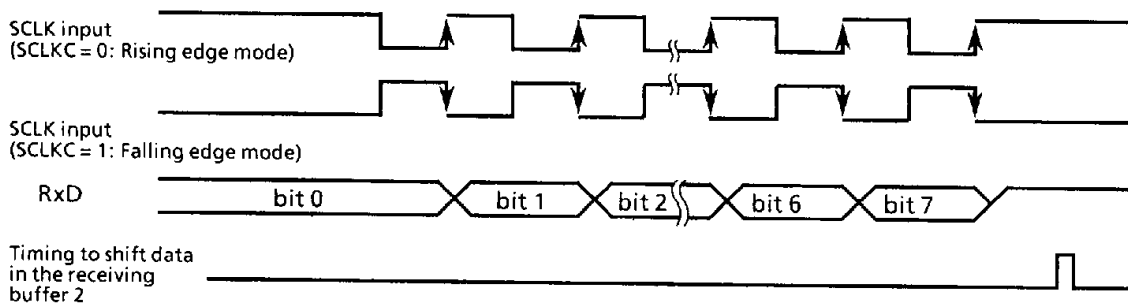 SCLK input
(SCLKC = 0: Rising edge mode)
SCLK input
(SCLKC = 1: Falling edge mode)
RxD
bit 0
bit 1
bit 2
bit 6
bit 7
Timing to shift data
in the receiving
buffer 2